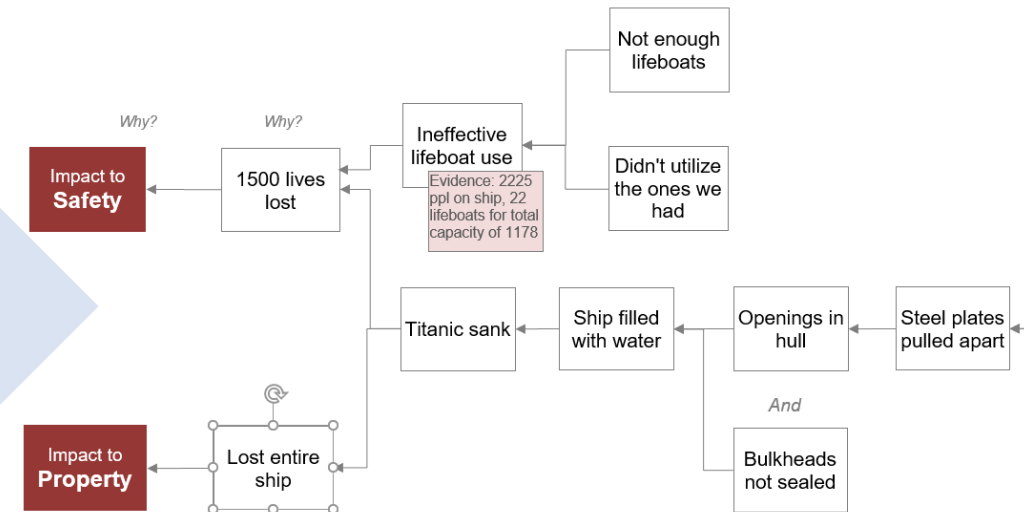 Not enough
lifeboats
Why?
Why?
Ineffective
lifeboat use
Impact to
Safety
1500 lives
lost
Evidence: 2225
ppl on ship, 22
lifeboats for total
capacity of 1178
Didn't utilize
the ones we
had
Titanic sank
Ship filled
with water
Openings in
hull
Steel plates
pulled apart
And
Impact to
Property
Lost entire
ship
Bulkheads
not sealed